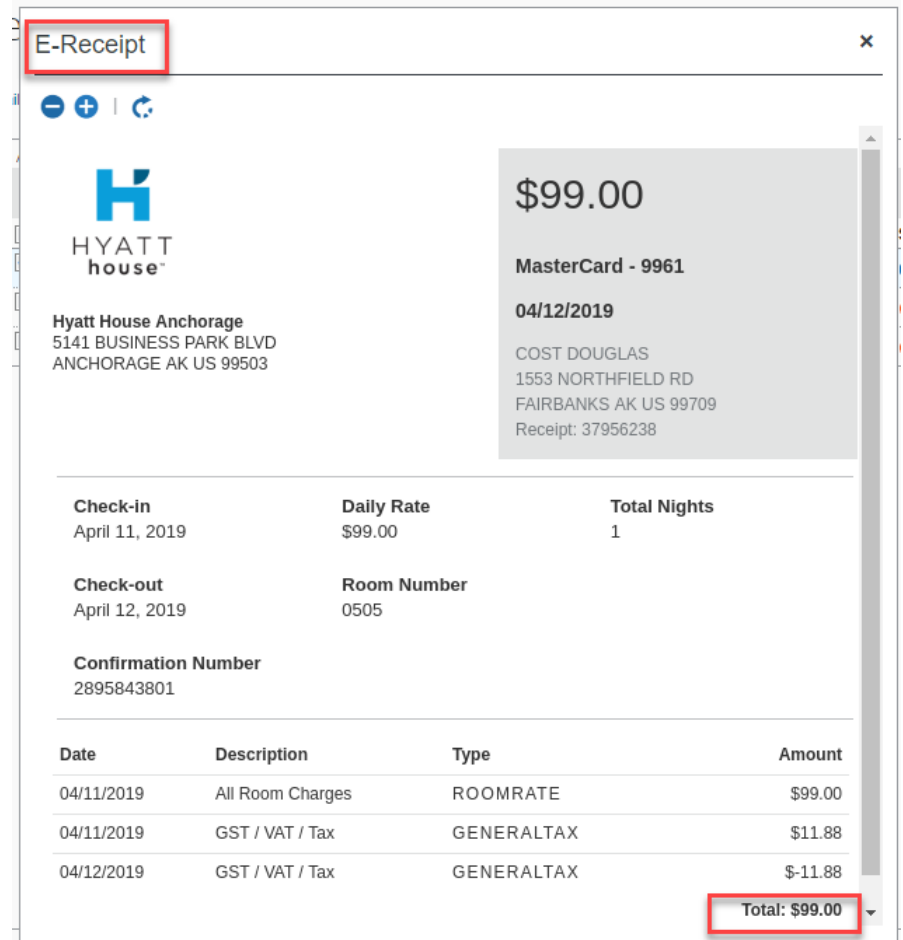 E-Receipt
HYATT
house™
$99.00
MasterCard - 9961
04/12/2019
COST DOUGLAS
1553 NORTHFIELD RD
FAIRBANKS AK US 99709
Receipt: 37956238
Hyatt House Anchorage
5141 BUSINESS PARK BLVD
ANCHORAGE AK US 99503
Check-in Daily Rate Total Nights
April 11, 2019 $99.00 1
Check-out Room Number
April 12, 2019 0505
Confirmation Number
2895843801
Date Description Type Amount
04/11/2019 All Room Charges ROOMRATE $99.00
04/11/2019 GST / VAT / Tax GENERALTAX $11.88
04/12/2019 GST / VAT / Tax GENERALTAX $-11.88
Total: $99.00